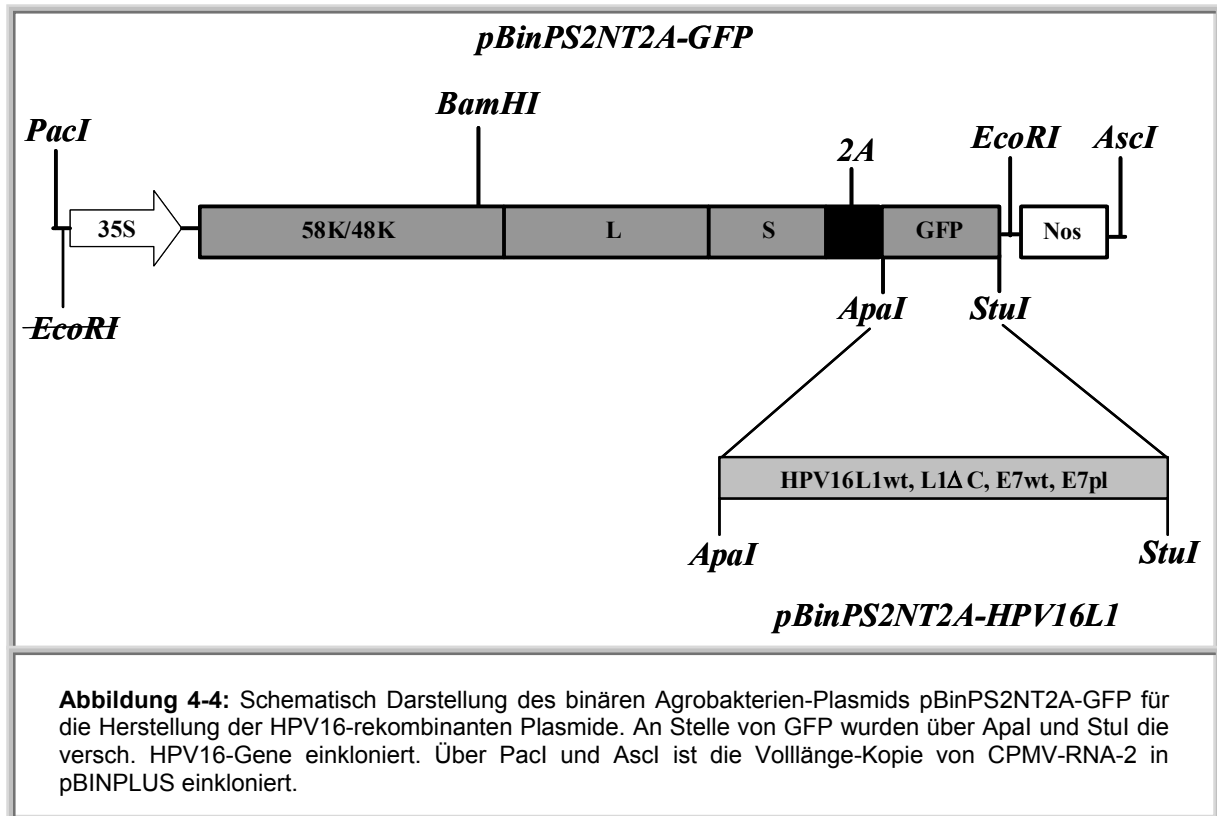 pBinPS2NT2A-GFP
BamHI
PacI
EcoRI
AscI
2A
35S
58K/48K
L
S
GFP
Nos
EcoRI
ApaI
StuI
HPV16L1wt, L1Δ C, E7wt, E7pl
ApaI
StuI
pBinPS2NT2A-HPV16L1
Abbildung 4-4: Schematisch Darstellung des binären Agrobakterien-Plasmids pBinPS2NT2A-GFP für
die Herstellung der HPV16-rekombinanten Plasmide. An Stelle von GFP wurden über ApaI und StuI die
versch. HPV16-Gene einkloniert. Über PacI und AscI ist die Volllänge-Kopie von CPMV-RNA-2 in
pBINPLUS einkloniert.